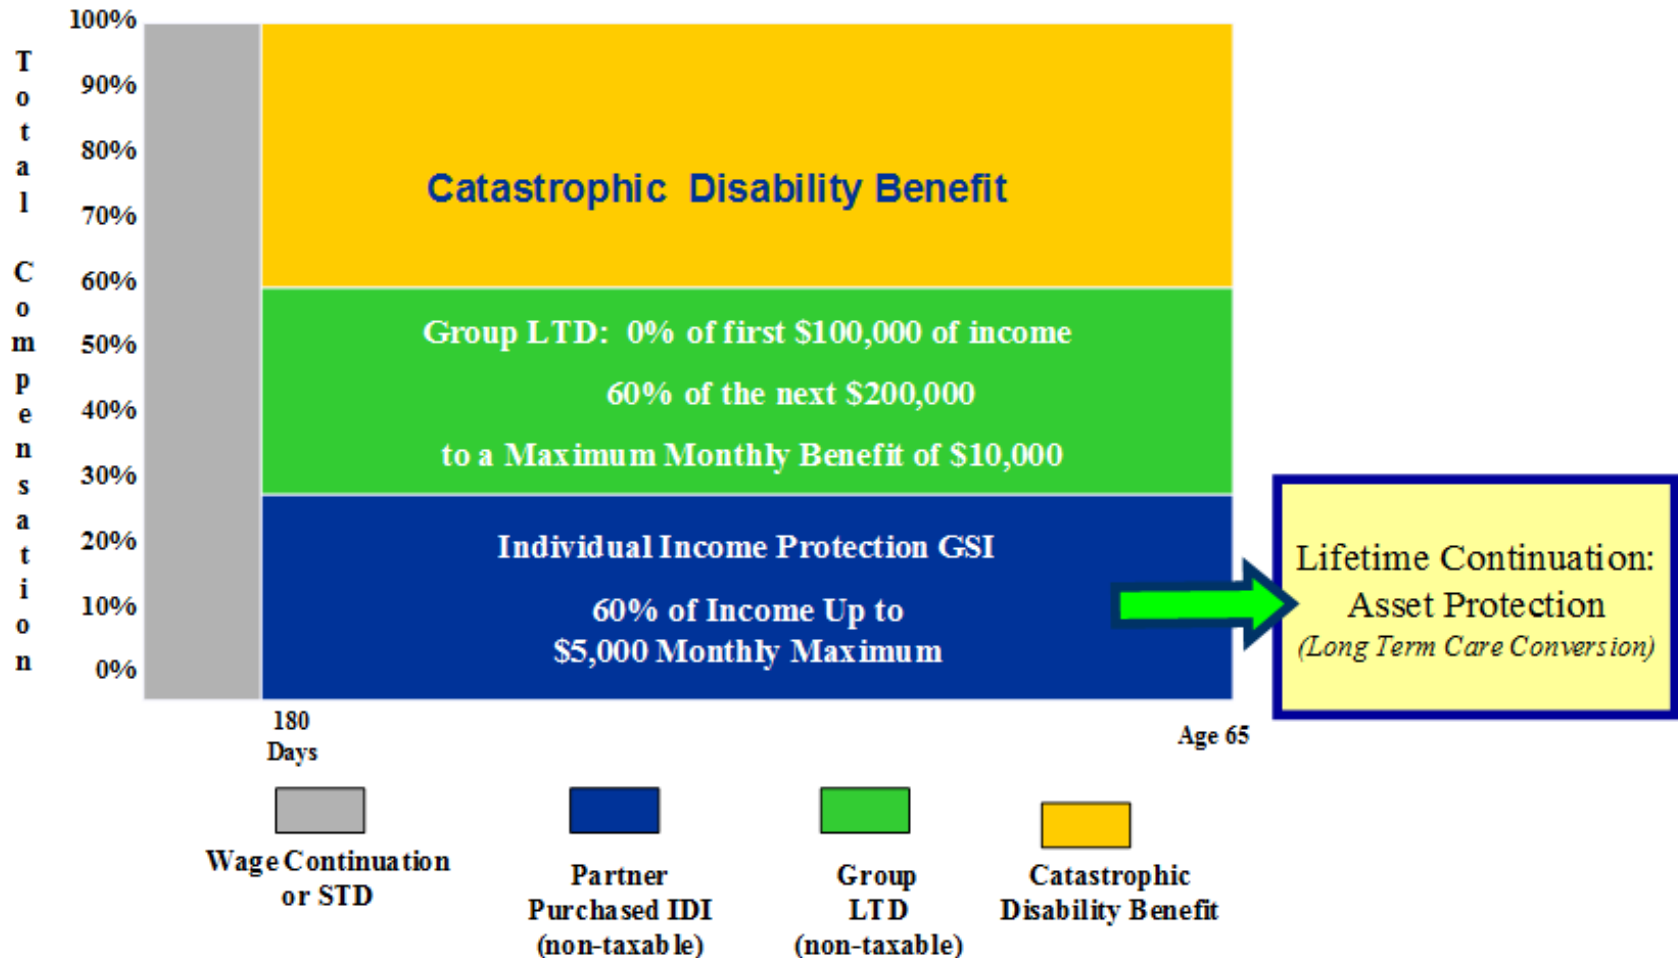 Total Compensation
100%
90%
80%
70%
60%
50%
40%
30%
20%
10%
0%
Catastrophic Disability Benefit
Group LTD: 0% of first $100,000 of income
60% of the next $200,000
to a Maximum Monthly Benefit of $10,000
Individual Income Protection GSI
60% of Income Up to
$5,000 Monthly Maximum
Lifetime Continuation:
Asset Protection
(Long Term Care Conversion)
180
Days
Age 65
Wage Continuation
or STD
Partner
Purchased IDI
(non-taxable)
Group
LTD
(non-taxable)
Catastrophic
Disability Benefit